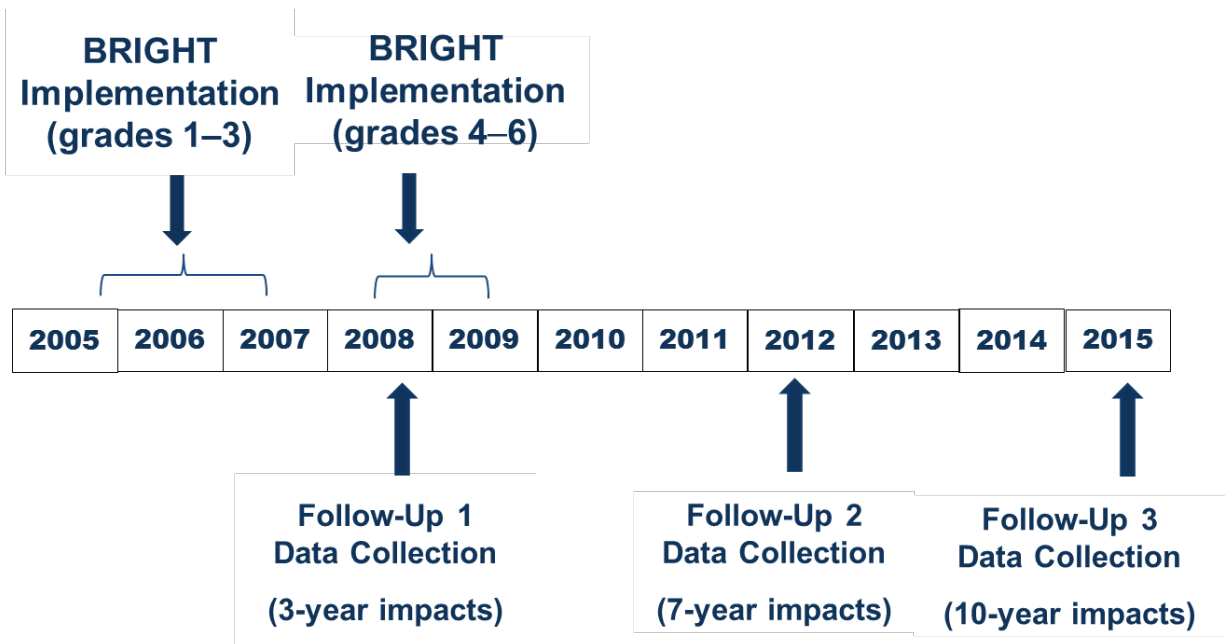 BRIGHT
Implementation
(grades 1–3)
BRIGHT
Implementation
(grades 4–6)
2005 2006 2007 2008 2009 2010 2011 2012 2013 2014 2015
Follow-Up 1
Data Collection
(3-year impacts)
Follow-Up 2
Data Collection
(7-year impacts)
Follow-Up 3
Data Collection
(10-year impacts)